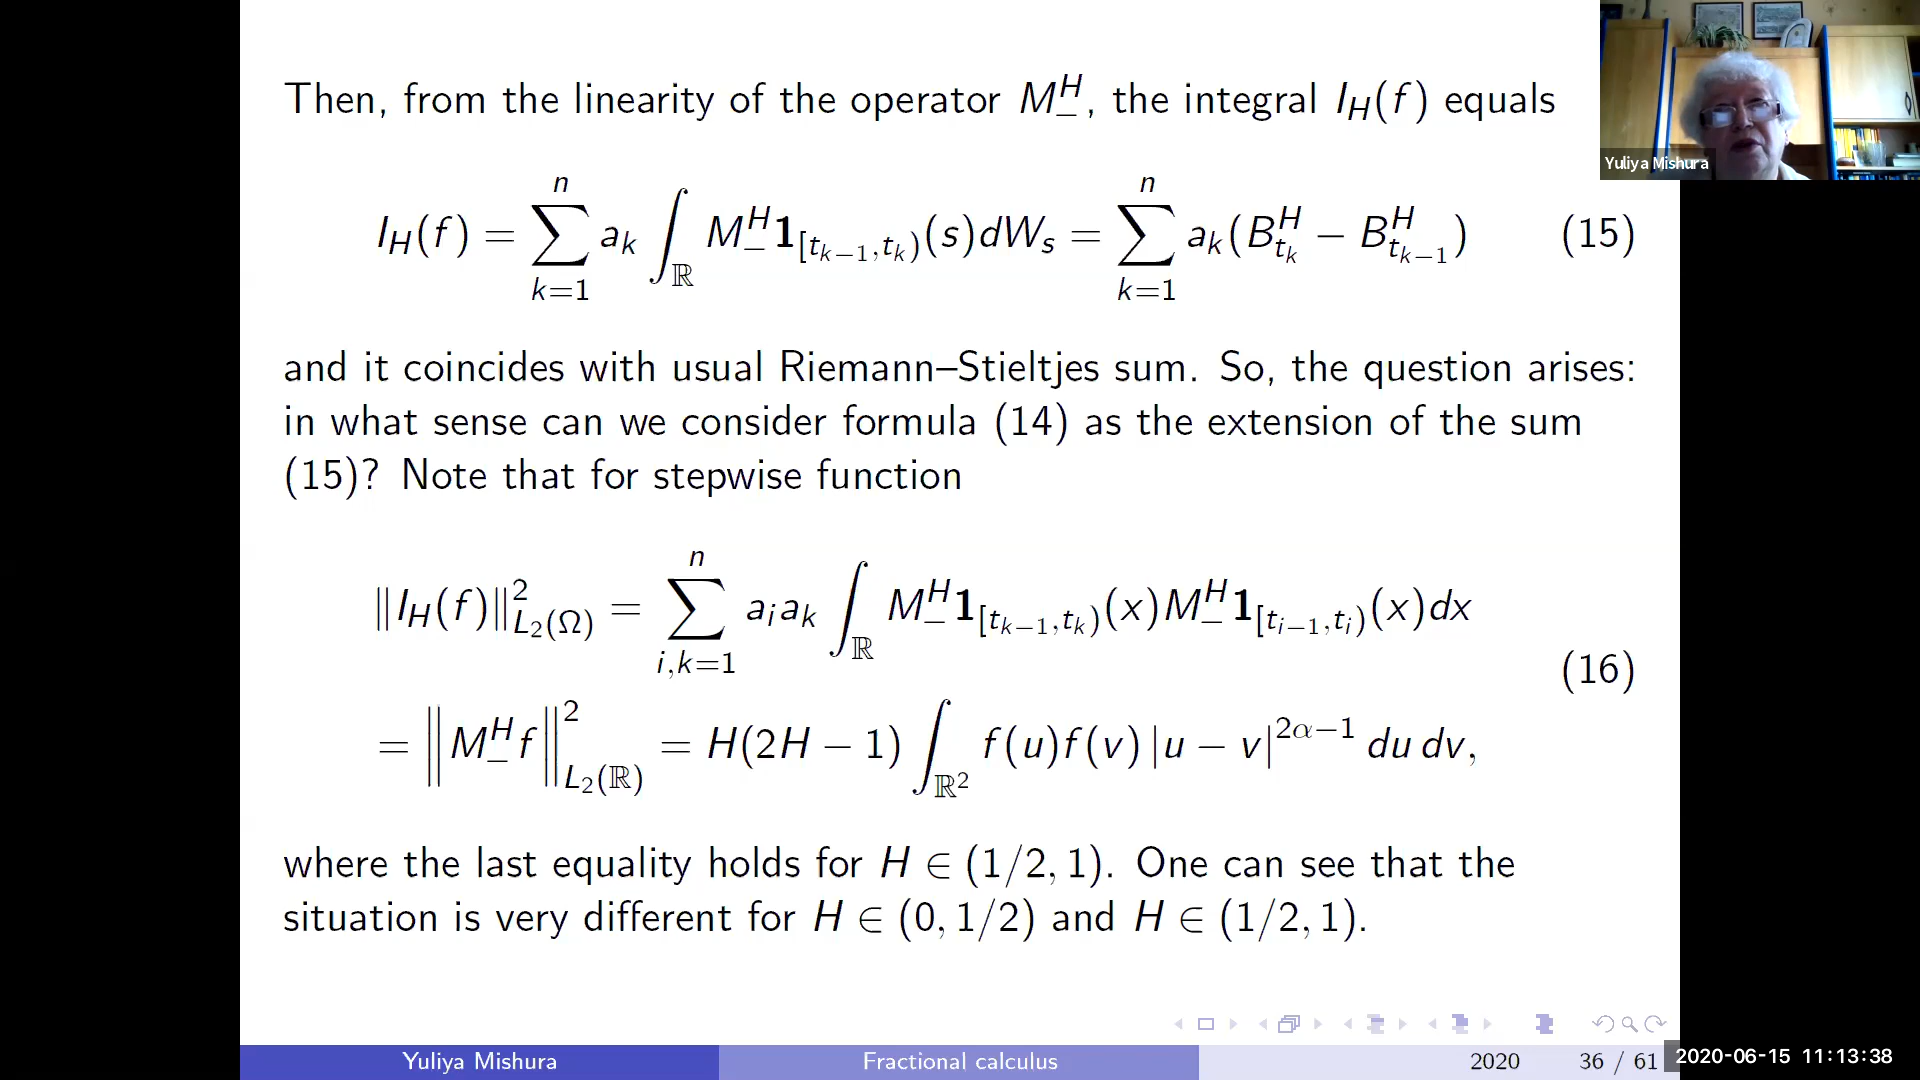 Then, from the linearity of the operator $M_-^H$, the integral $I_H(f)$ equals
Yuliya Mishura
$I_H(f) = \sum_{k=1}^{n} a_k \int_{\mathbb{R}} M_-^H \mathbf{1}_{[t_{k-1},t_k)}(s) dW_s = \sum_{k=1}^{n} a_k (B_{t_k}^H - B_{t_{k-1}}^H)$ (15)
and it coincides with usual Riemann–Stieltjes sum. So, the question arises:
in what sense can we consider formula (14) as the extension of the sum
(15)? Note that for stepwise function
$\|I_H(f)\|_{L_2(\Omega)}^2 = \sum_{i,k=1}^{n} a_i a_k \int_{\mathbb{R}} M_-^H \mathbf{1}_{[t_{k-1},t_k)}(x) M_-^H \mathbf{1}_{[t_{i-1},t_i)}(x) dx$
(16)
$= \left\| M_-^H f \right\|_{L_2(\mathbb{R})}^2 = H(2H-1) \int_{\mathbb{R}^2} f(u) f(v) |u-v|^{2\alpha-1} \, du \, dv,$
where the last equality holds for $H \in (1/2, 1)$. One can see that the
situation is very different for $H \in (0, 1/2)$ and $H \in (1/2, 1)$.
Yuliya Mishura Fractional calculus 2020 36 / 61 2020-06-15 11:13:38